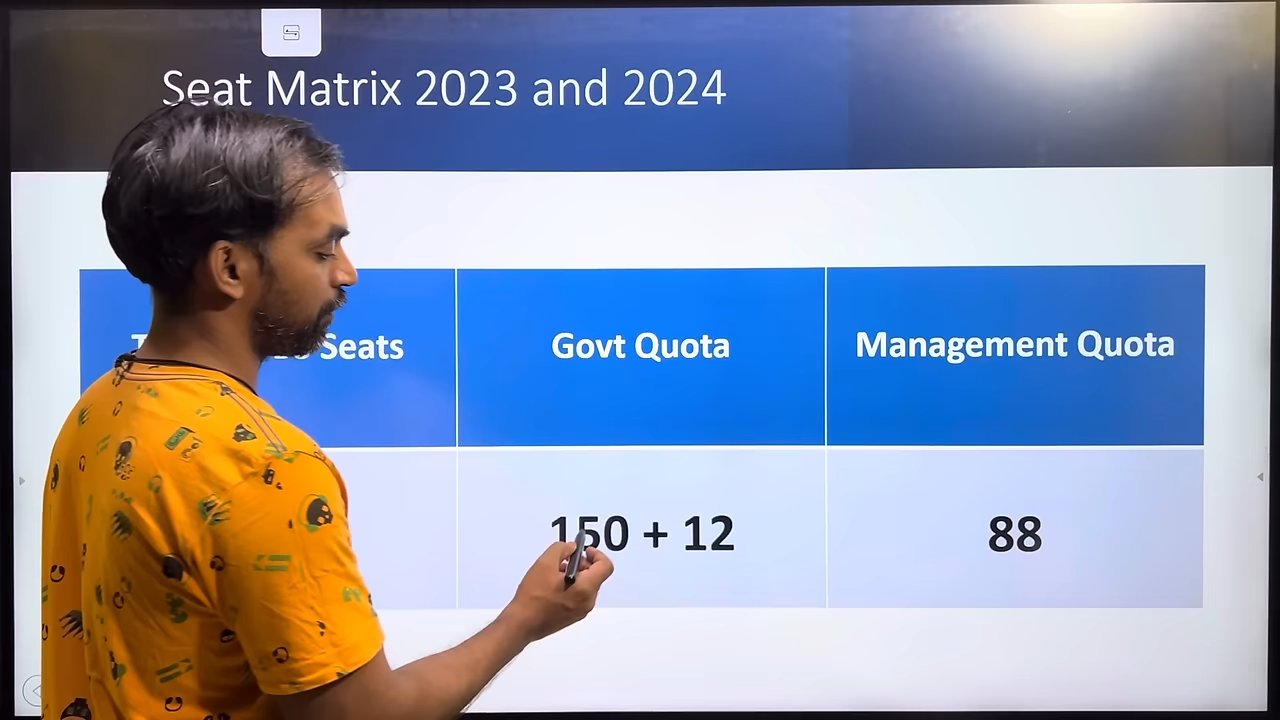 Seat Matrix 2023 and 2024
Seats
Govt Quota
Management Quota
150 + 12
88